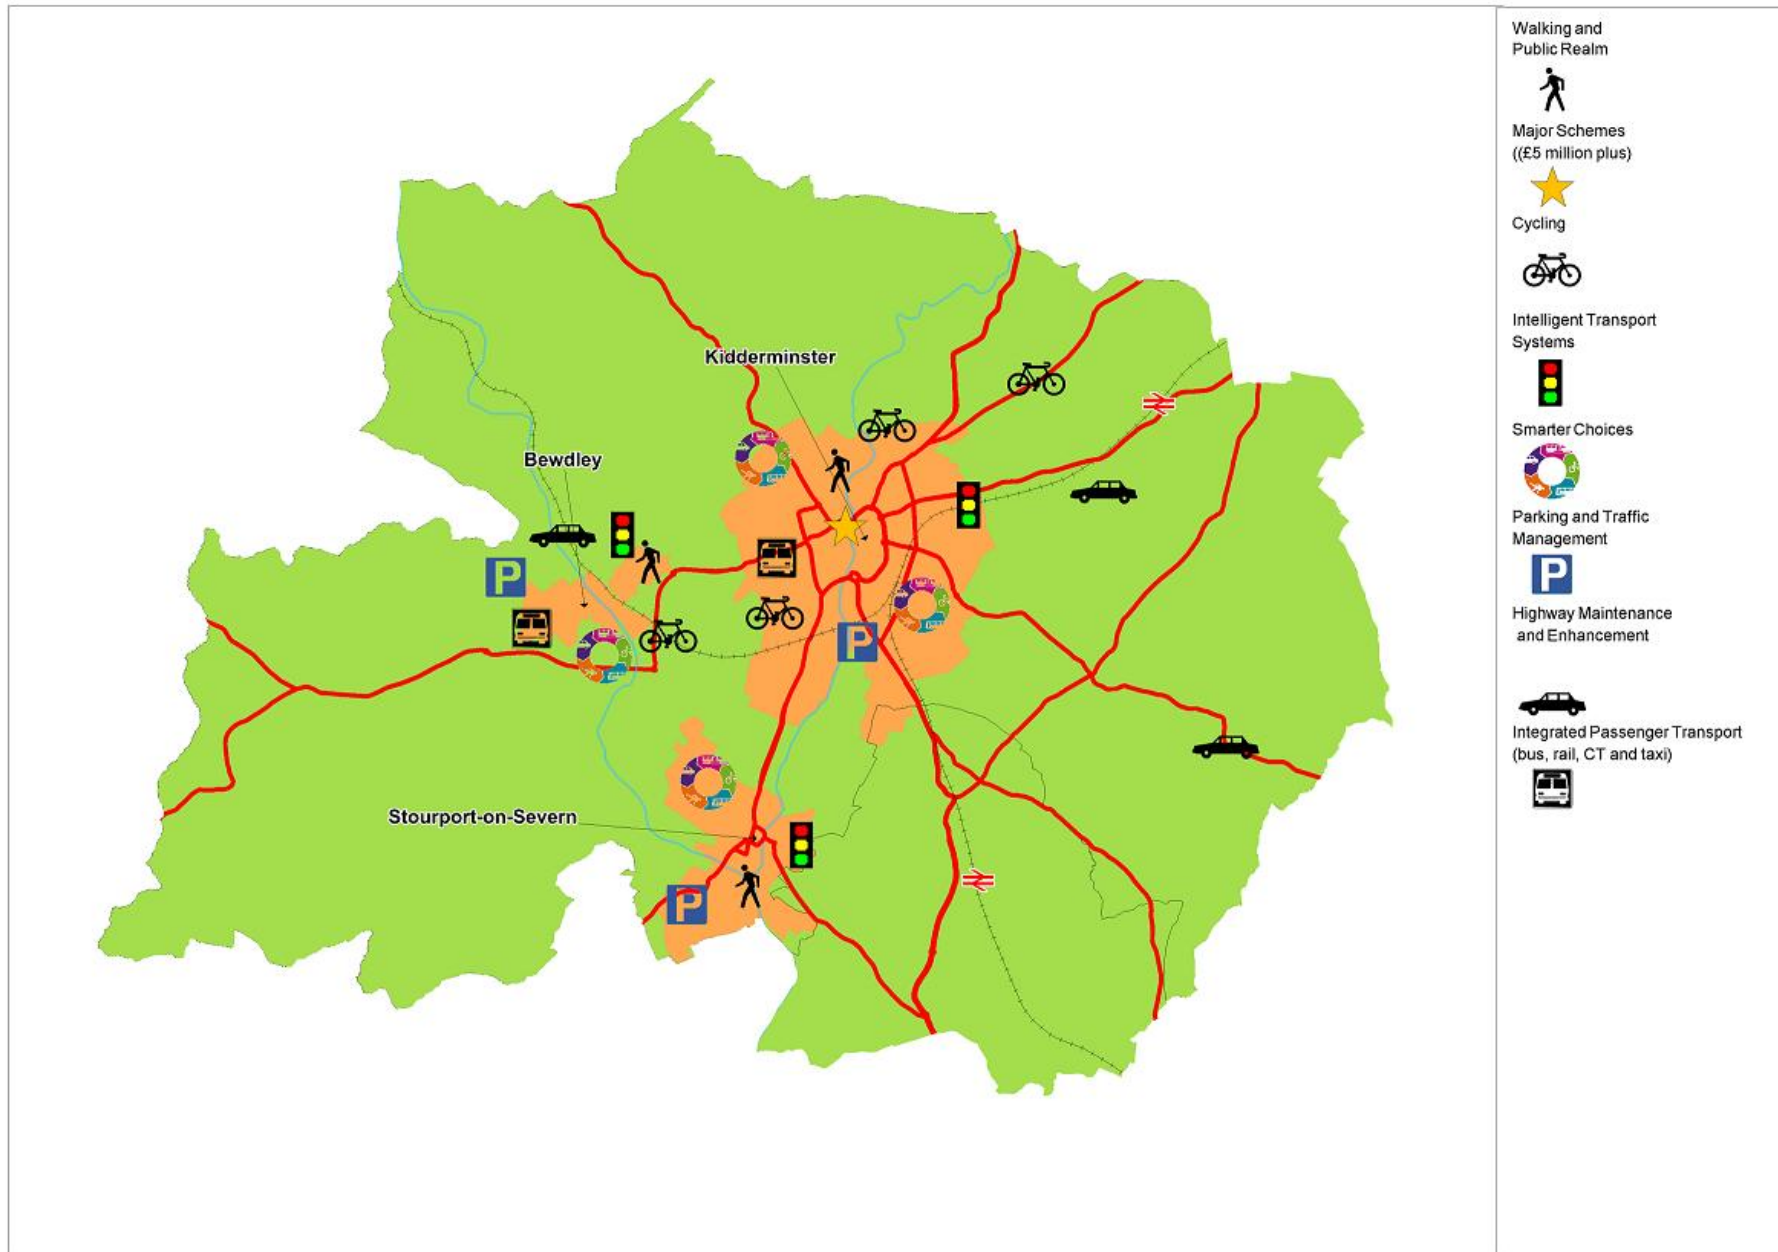 Kidderminster
Bewdley
P
P
Stourport-on-Severn
P
Walking and
Public Realm
Major Schemes
((£5 million plus)
Cycling
Intelligent Transport
Systems
Smarter Choices
Parking and Traffic
Management
P
Highway Maintenance
and Enhancement
Integrated Passenger Transport
(bus, rail, CT and taxi)